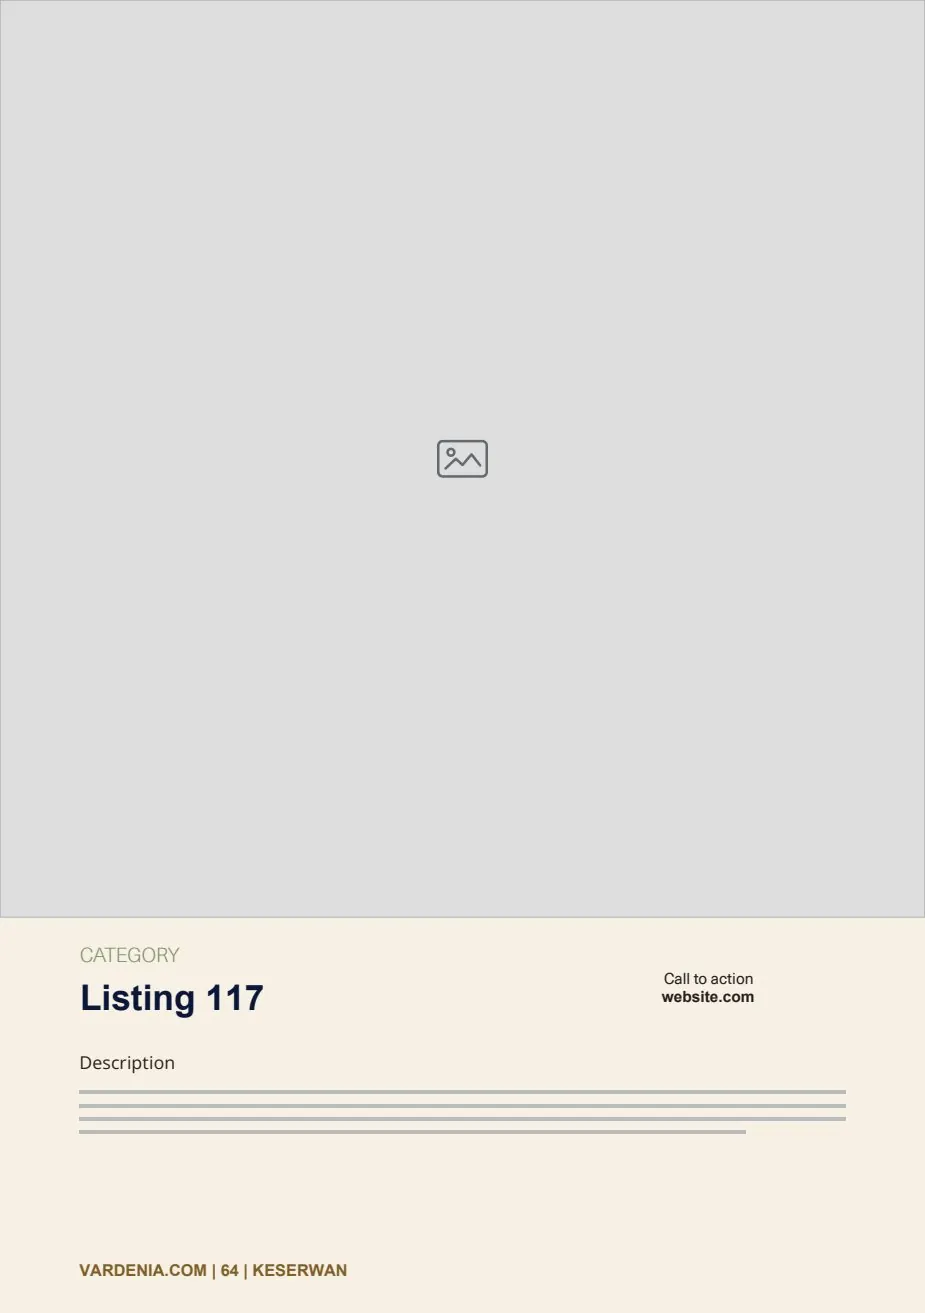 CATEGORY
Listing 117
Call to action
website.com
Description
VARDENIA.COM | 64 | KESERWAN